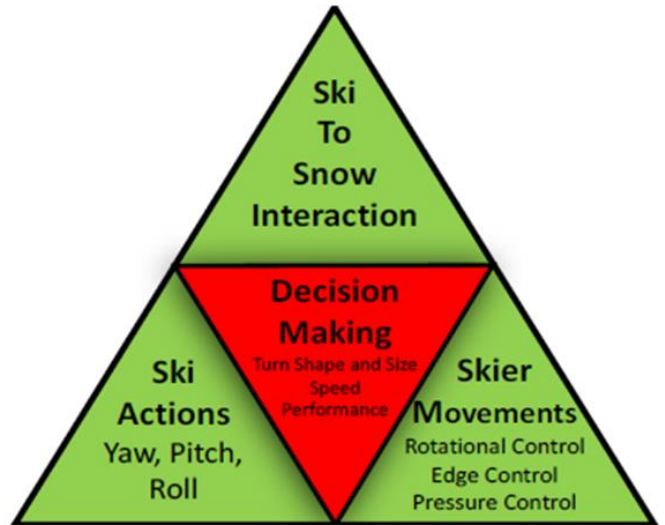 Ski
To
Snow
Interaction
Decision
Making
Turn Shape and Size
Speed
Performance
Ski
Actions
Yaw, Pitch,
Roll
Skier
Movements
Rotational Control
Edge Control
Pressure Control